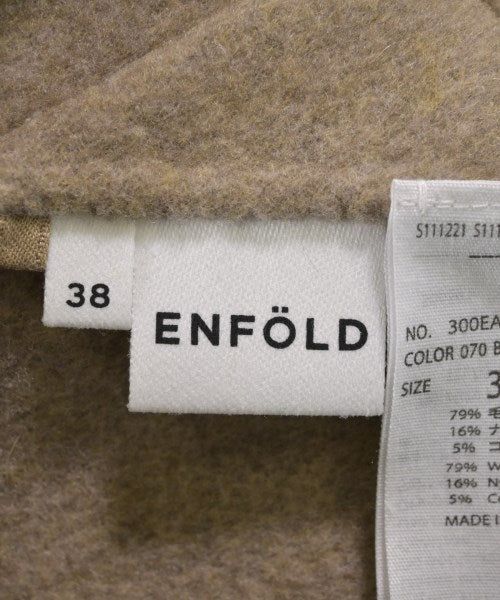 38
ENFÖLD
S111221 S111
NO. 300EA
COLOR 070 B
SIZE 3
79% 毛
16% ナ
5% コ
79% W
16% N
5% C
MADE I